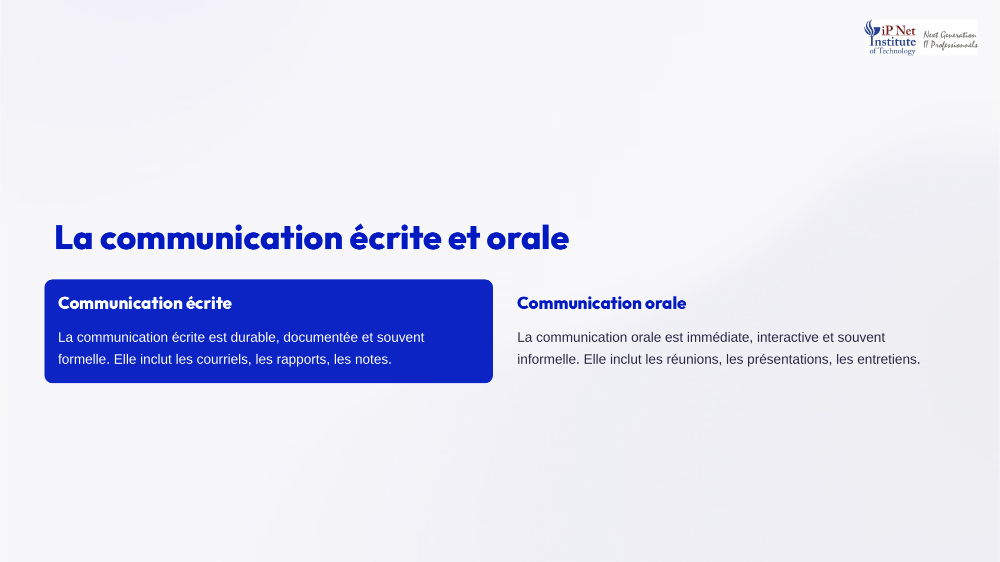 iP Net
Institute
of Technology
Next Generation
IT Professionnels
La communication écrite et orale
Communication écrite
La communication écrite est durable, documentée et souvent
formelle. Elle inclut les courriels, les rapports, les notes.
Communication orale
La communication orale est immédiate, interactive et souvent
informelle. Elle inclut les réunions, les présentations, les entretiens.